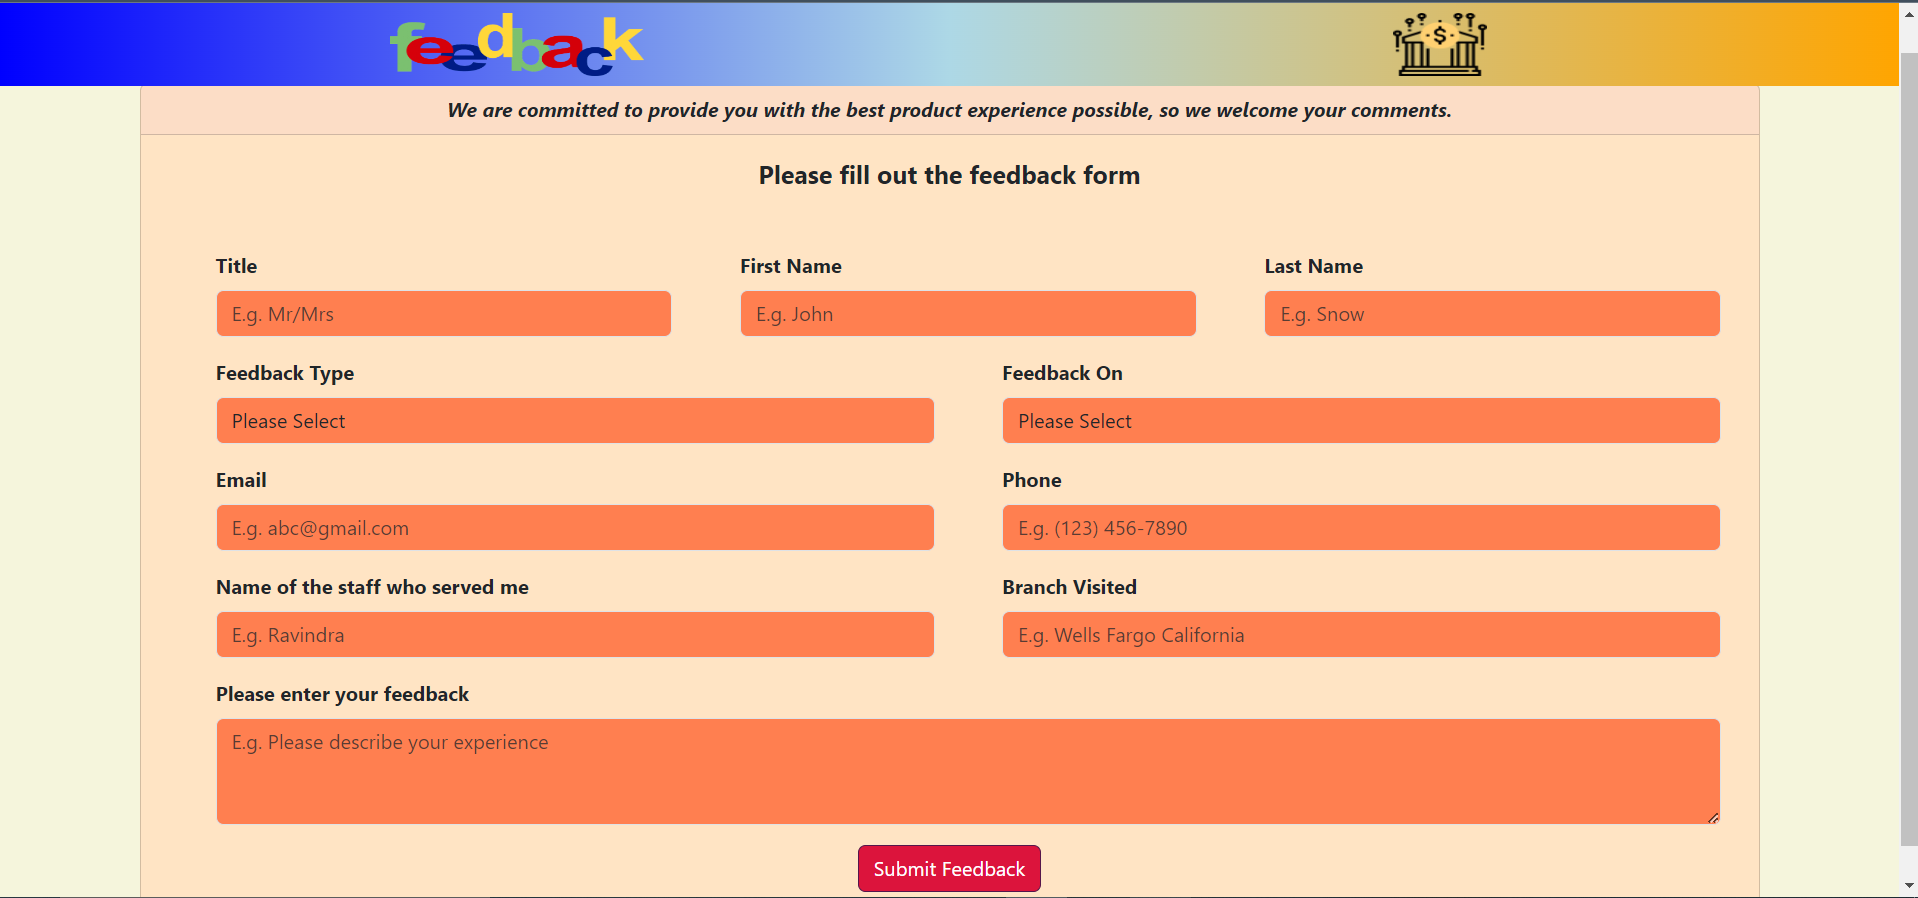 feedback
$
We are committed to provide you with the best product experience possible, so we welcome your comments.
Please fill out the feedback form
Title First Name Last Name
E.g. Mr/Mrs E.g. John E.g. Snow
Feedback Type Feedback On
Please Select Please Select
Email Phone
E.g. abc@gmail.com E.g. (123) 456-7890
Name of the staff who served me Branch Visited
E.g. Ravindra E.g. Wells Fargo California
Please enter your feedback
E.g. Please describe your experience
Submit Feedback